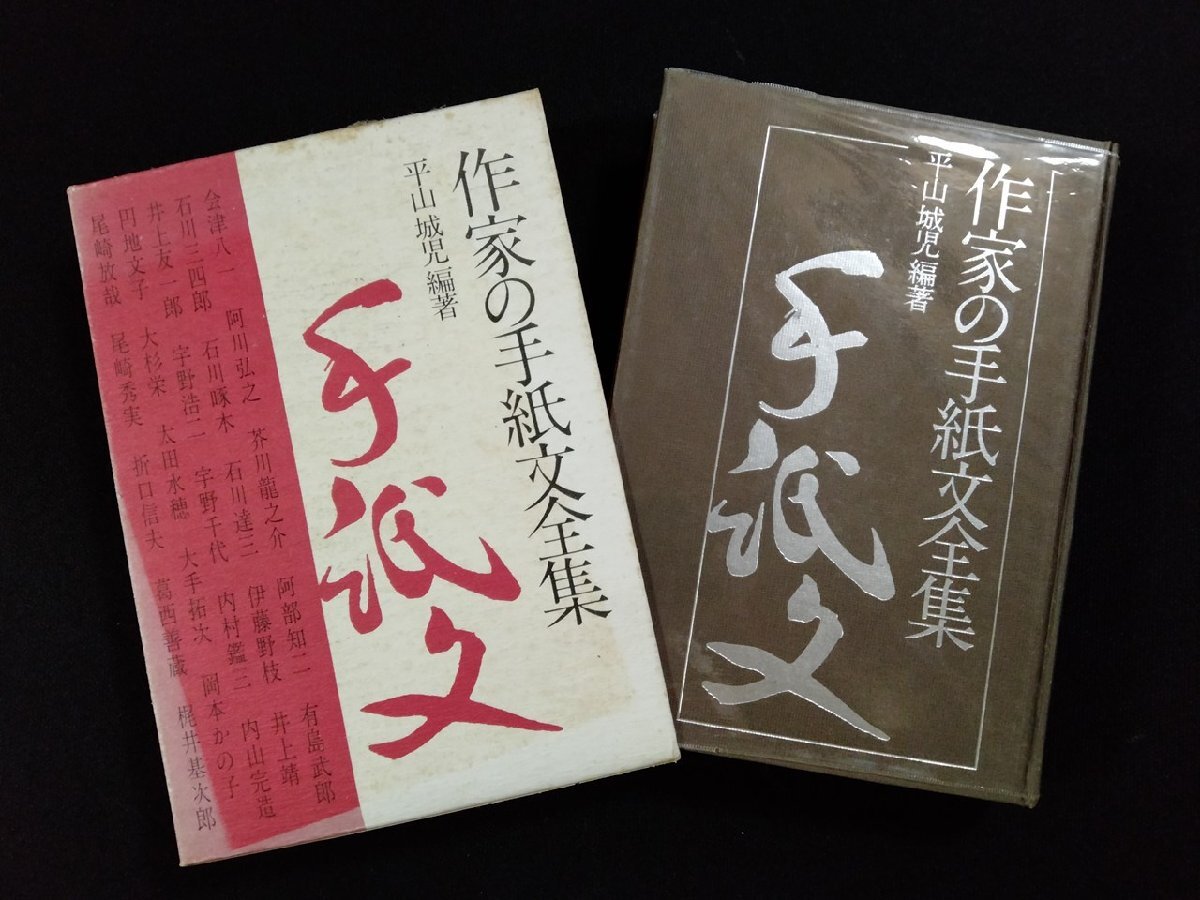 作家の手紙文全集
平山城児編著
手紙文
会津八一 阿川弘之 芥川龍之介 阿部知二 有島武郎
石川三四郎 石川啄木 石川達三 伊藤野枝 井上靖
井上友一郎 宇野浩二 宇野千代 内村鑑三 内山完造
円地文子 大杉栄 太田水穂 大手拓次 岡本かの子
尾崎放哉 尾崎秀実 折口信夫 葛西善蔵 梶井基次郎
作家の手紙文全集
平山城児編著
手紙文